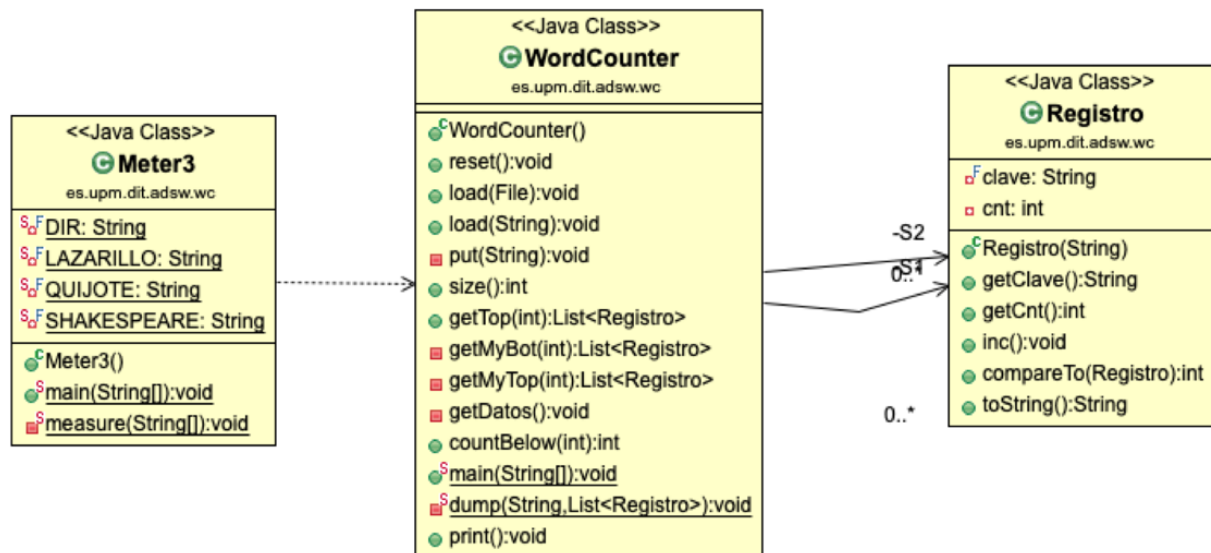 <<Java Class>>
Meter3
es.upm.dit.adsw.wc
DIR: String
LAZARILLO: String
QUIJOTE: String
SHAKESPEARE: String
Meter3()
main(String[]):void
measure(String[]):void
<<Java Class>>
WordCounter
es.upm.dit.adsw.wc
WordCounter()
reset():void
load(File):void
load(String):void
put(String):void
size():int
getTop(int):List<Registro>
getMyBot(int):List<Registro>
getMyTop(int):List<Registro>
getDatos():void
countBelow(int):int
main(String[]):void
dump(String,List<Registro>):void
print():void
-S2
-S1
0..*
0..*
<<Java Class>>
Registro
es.upm.dit.adsw.wc
clave: String
cnt: int
Registro(String)
getClave():String
getCnt():int
inc():void
compareTo(Registro):int
toString():String